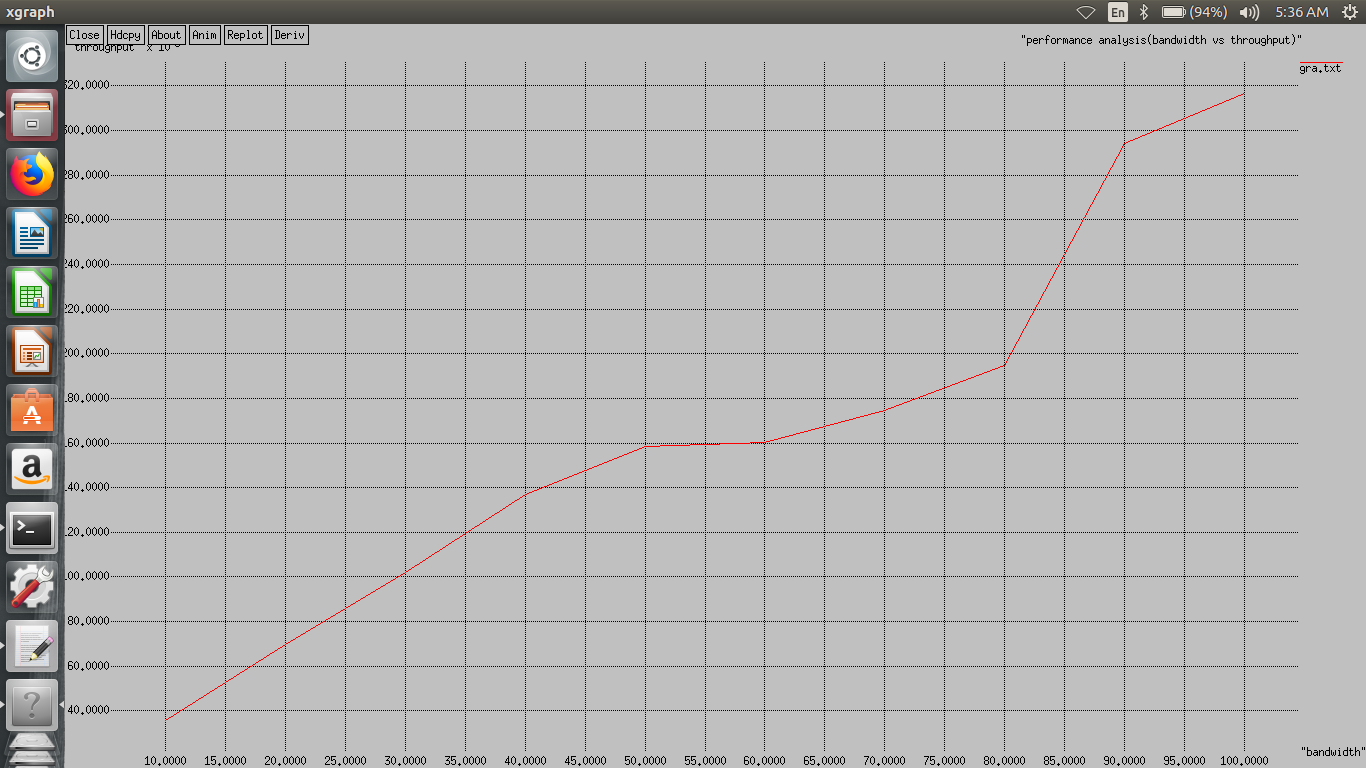 xgraph
En
(94%)
5:36 AM
Close Hdcpy About Anim Replot Deriv
throughput x 10
"performance analysis(bandwidth vs throughput)"
gra.txt
320.0000
300.0000
280.0000
260.0000
240.0000
220.0000
200.0000
180.0000
160.0000
140.0000
120.0000
100.0000
80.0000
60.0000
40.0000
"bandwidth"
10.0000 15.0000 20.0000 25.0000 30.0000 35.0000 40.0000 45.0000 50.0000 55.0000 60.0000 65.0000 70.0000 75.0000 80.0000 85.0000 90.0000 95.0000 100.0000